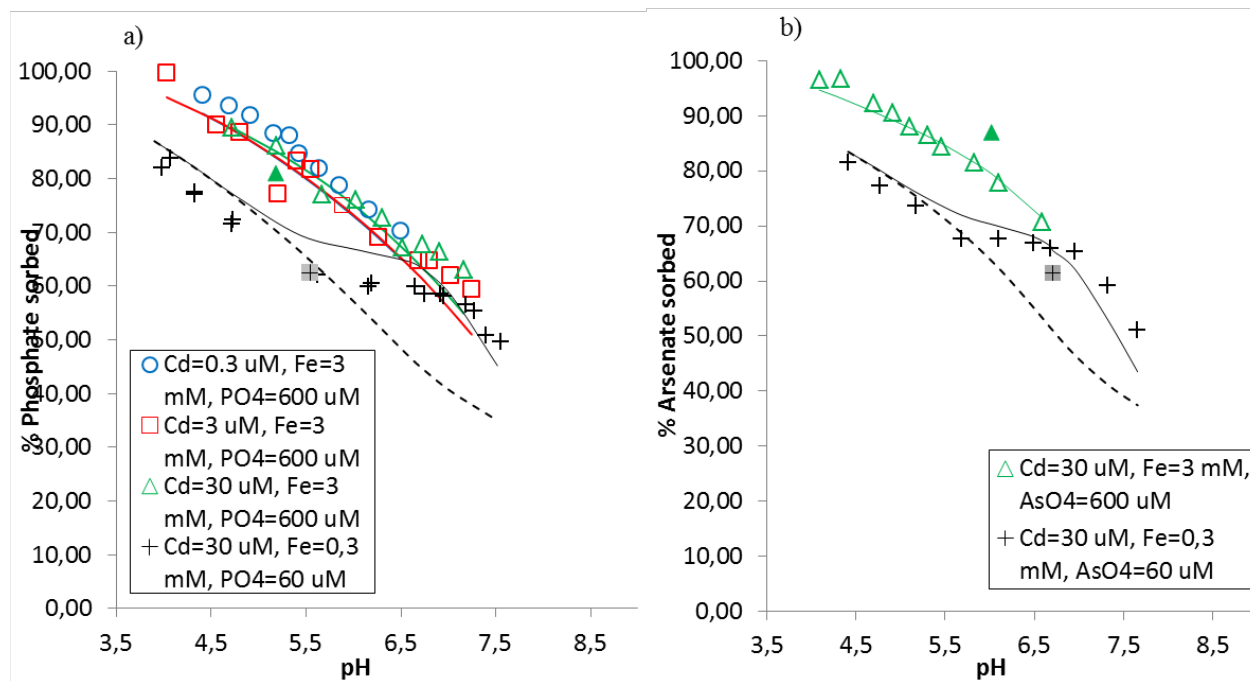 a)
% Phosphate sorbed
100,00
90,00
80,00
70,00
60,00
50,00
40,00
30,00
20,00
10,00
0,00
3,5 4,5 5,5 6,5 7,5
pH
Cd=0.3 uM, Fe=3
mM, PO4=600 uM
Cd=3 uM, Fe=3
mM, PO4=600 uM
Cd=30 uM, Fe=3
mM, PO4=600 uM
Cd=30 uM, Fe=0,3
mM, PO4=60 uM
b)
% Arsenate sorbed
100,00
90,00
80,00
70,00
60,00
50,00
40,00
30,00
20,00
10,00
0,00
3,5 4,5 5,5 6,5 7,5
pH
Cd=30 uM, Fe=3 mM,
AsO4=600 uM
Cd=30 uM, Fe=0,3
mM, AsO4=60 uM